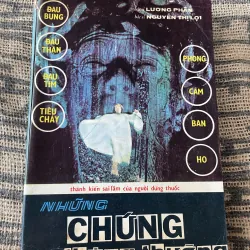 ĐAU BỤNG
ĐAU THẬN
ĐAU TIM
TIÊU CHẢY
LƯƠNG PHÁN
NGUYỄN THỊ LỢI
PHONG
CẢM
BAN
HO
thành kiến sai lầm của người dùng thuốc
NHỮNG
CHỨNG